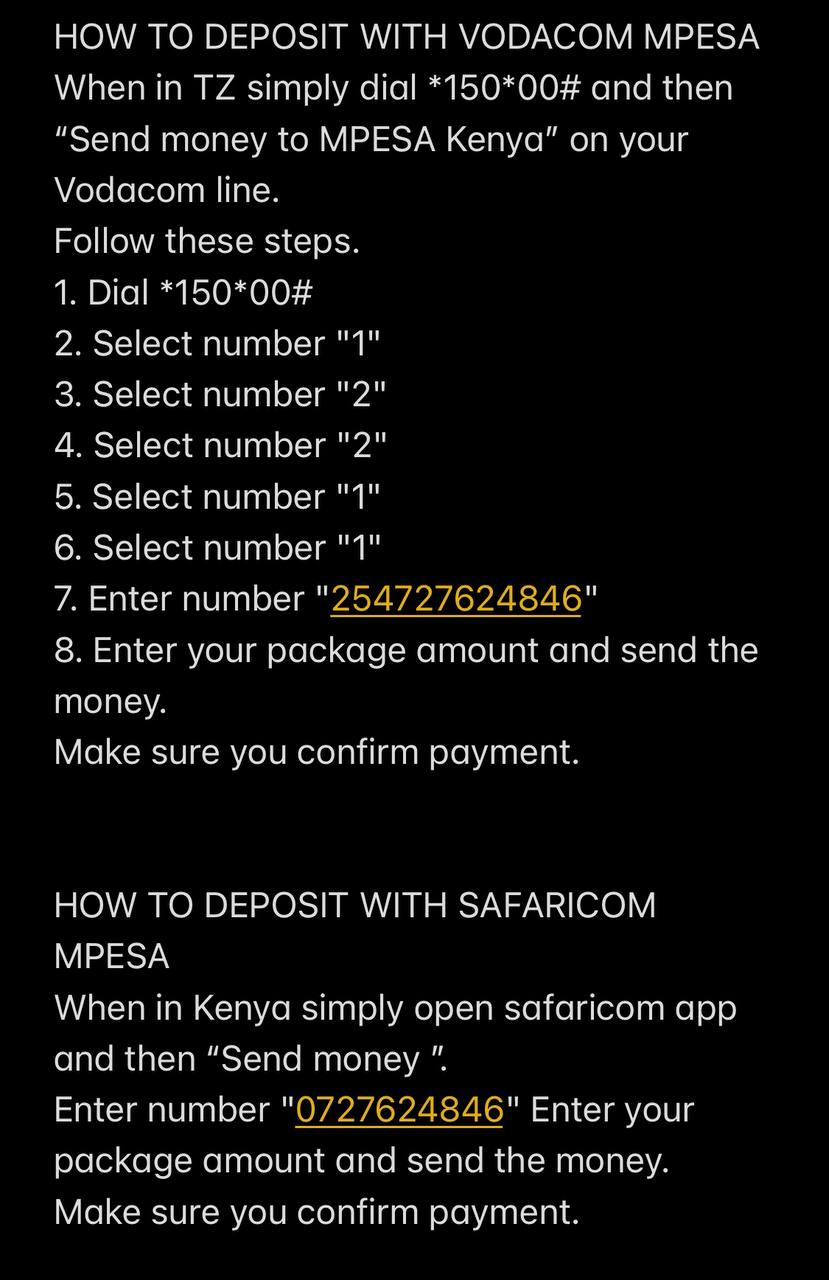 HOW TO DEPOSIT WITH VODACOM MPESA
When in TZ simply dial *150*00# and then
“Send money to MPESA Kenya” on your
Vodacom line.
Follow these steps.
1. Dial *150*00#
2. Select number "1"
3. Select number "2"
4. Select number "2"
5. Select number "1"
6. Select number "1"
7. Enter number "254727624846"
8. Enter your package amount and send the
money.
Make sure you confirm payment.
HOW TO DEPOSIT WITH SAFARICOM
MPESA
When in Kenya simply open safaricom app
and then “Send money ”.
Enter number "0727624846" Enter your
package amount and send the money.
Make sure you confirm payment.